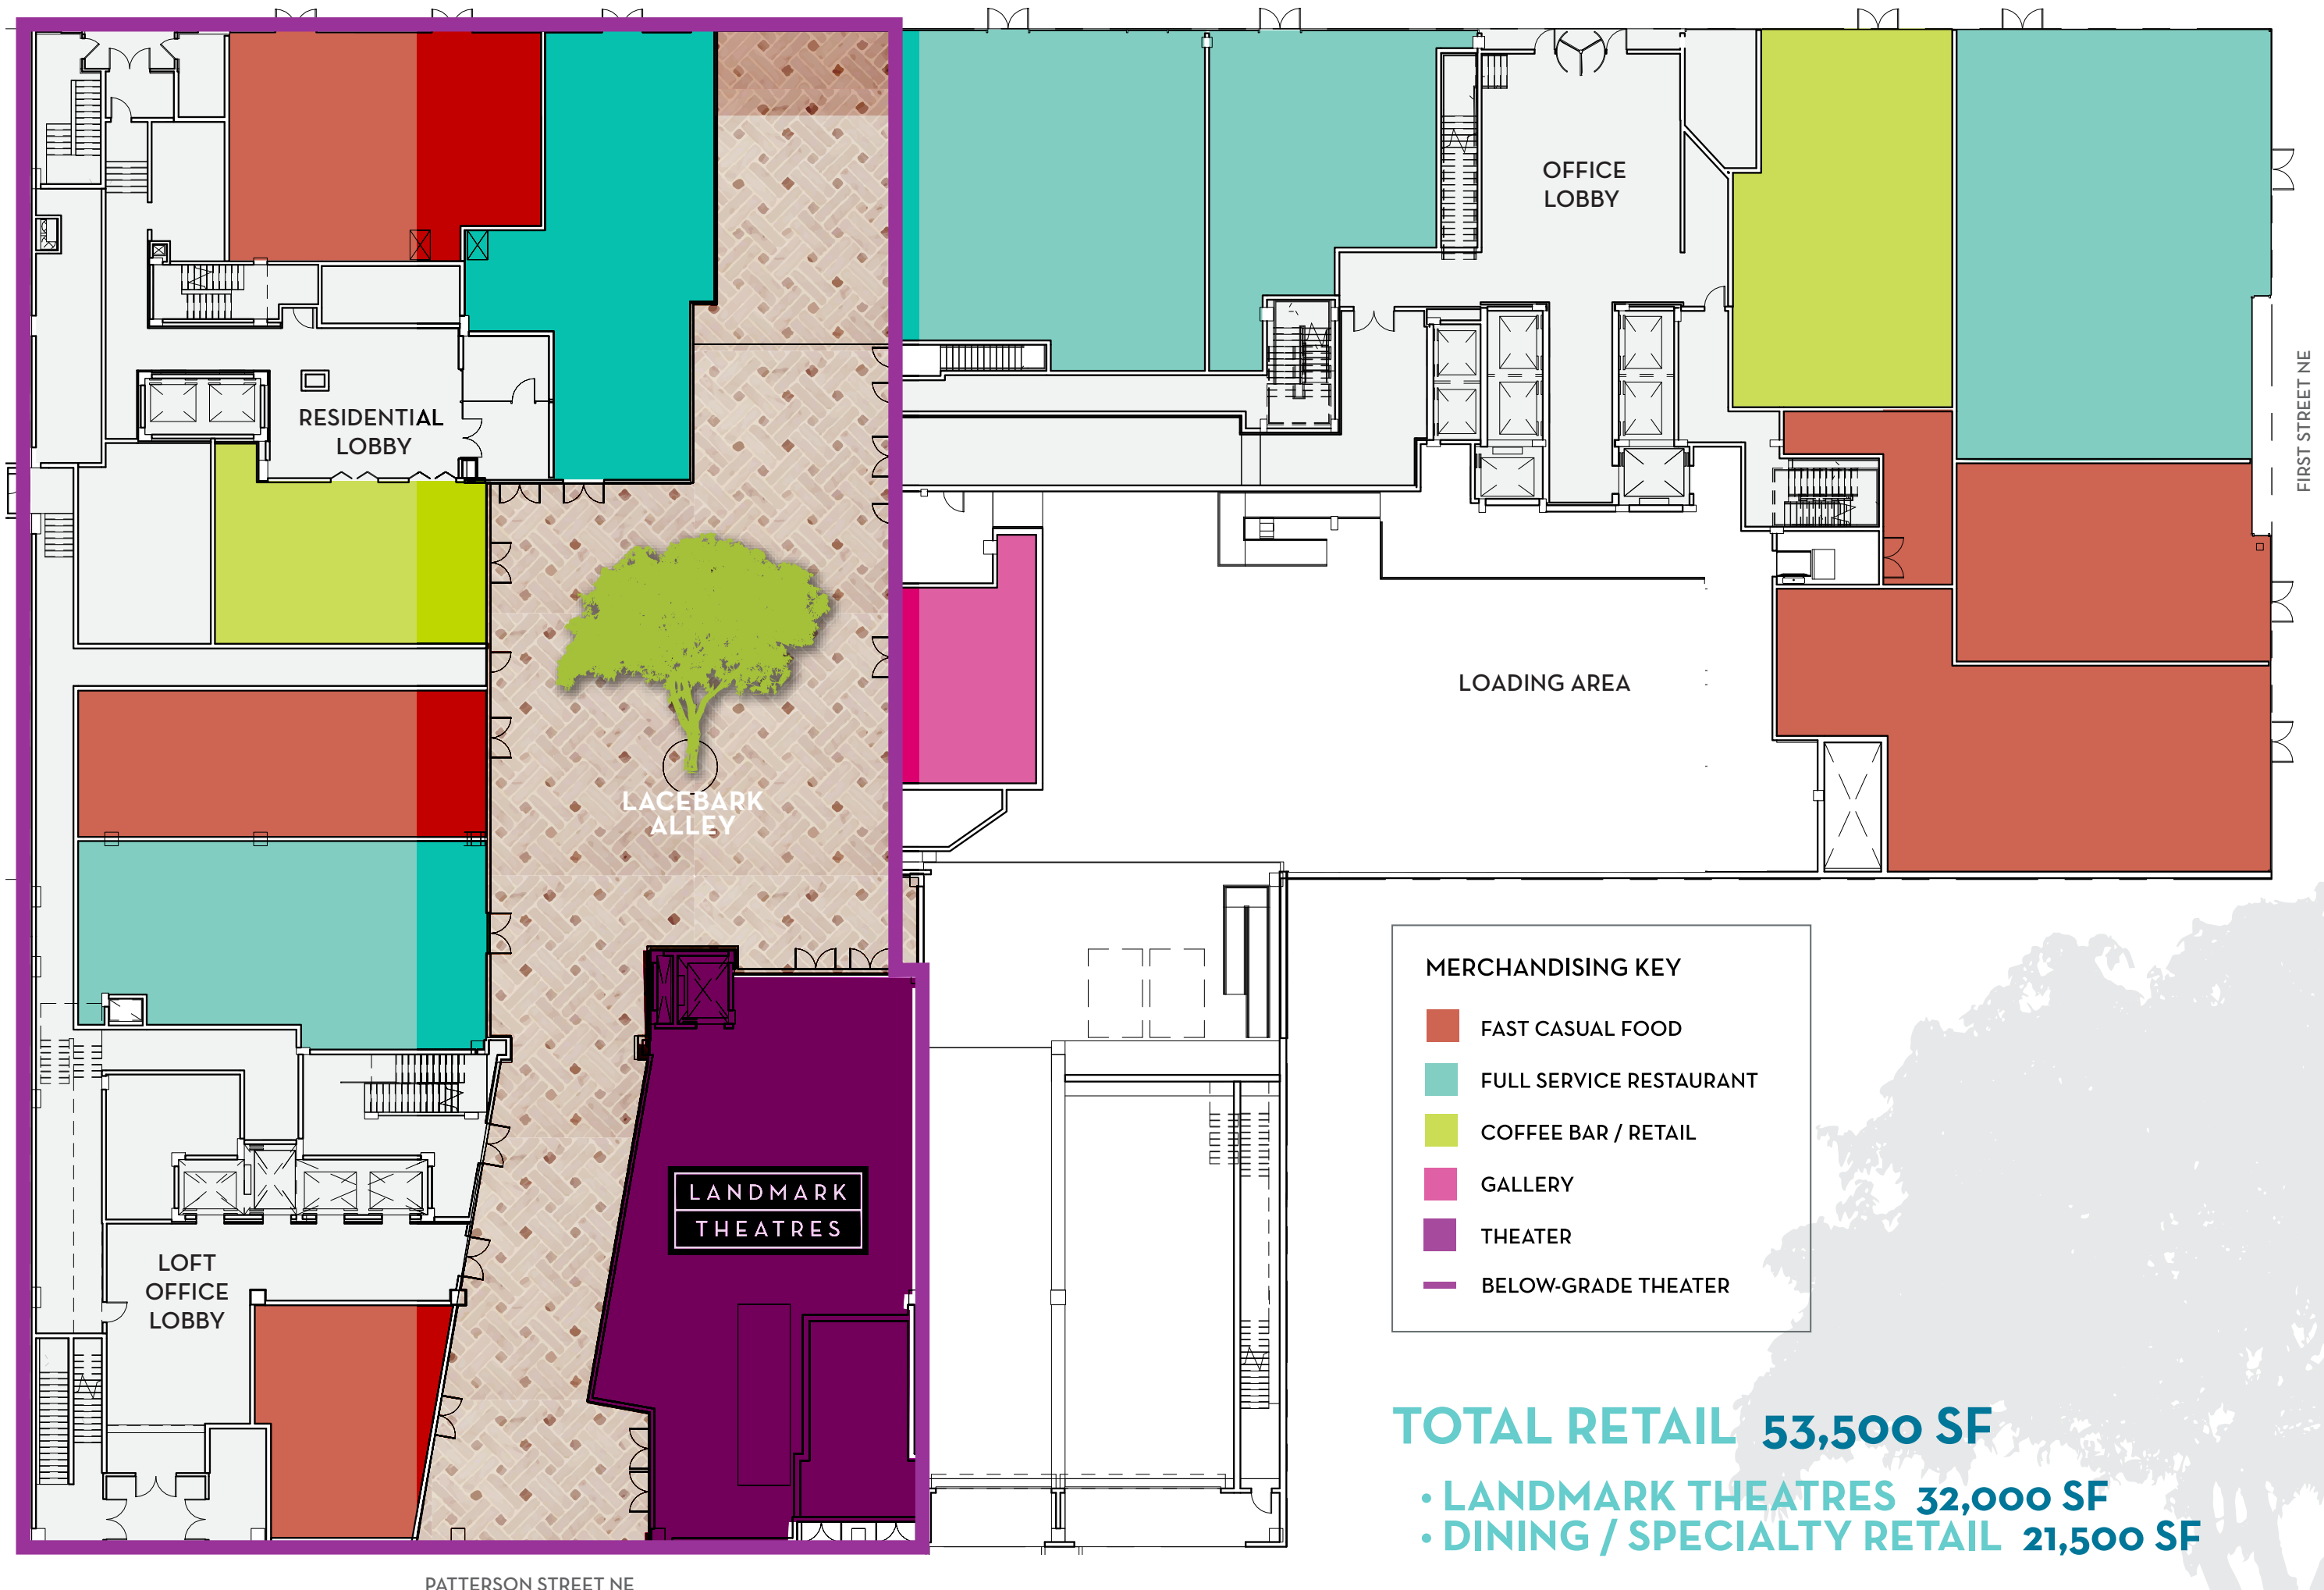 OFFICE
LOBBY
RESIDENTIAL
LOBBY
FIRST STREET NE
LOADING AREA
LACEBARK
ALLEY
LANDMARK
THEATRES
LOFT
OFFICE
LOBBY
MERCHANDISING KEY
FAST CASUAL FOOD
FULL SERVICE RESTAURANT
COFFEE BAR / RETAIL
GALLERY
THEATER
BELOW-GRADE THEATER
TOTAL RETAIL 53,500 SF
• LANDMARK THEATRES 32,000 SF
• DINING / SPECIALTY RETAIL 21,500 SF
PATTERSON STREET NE